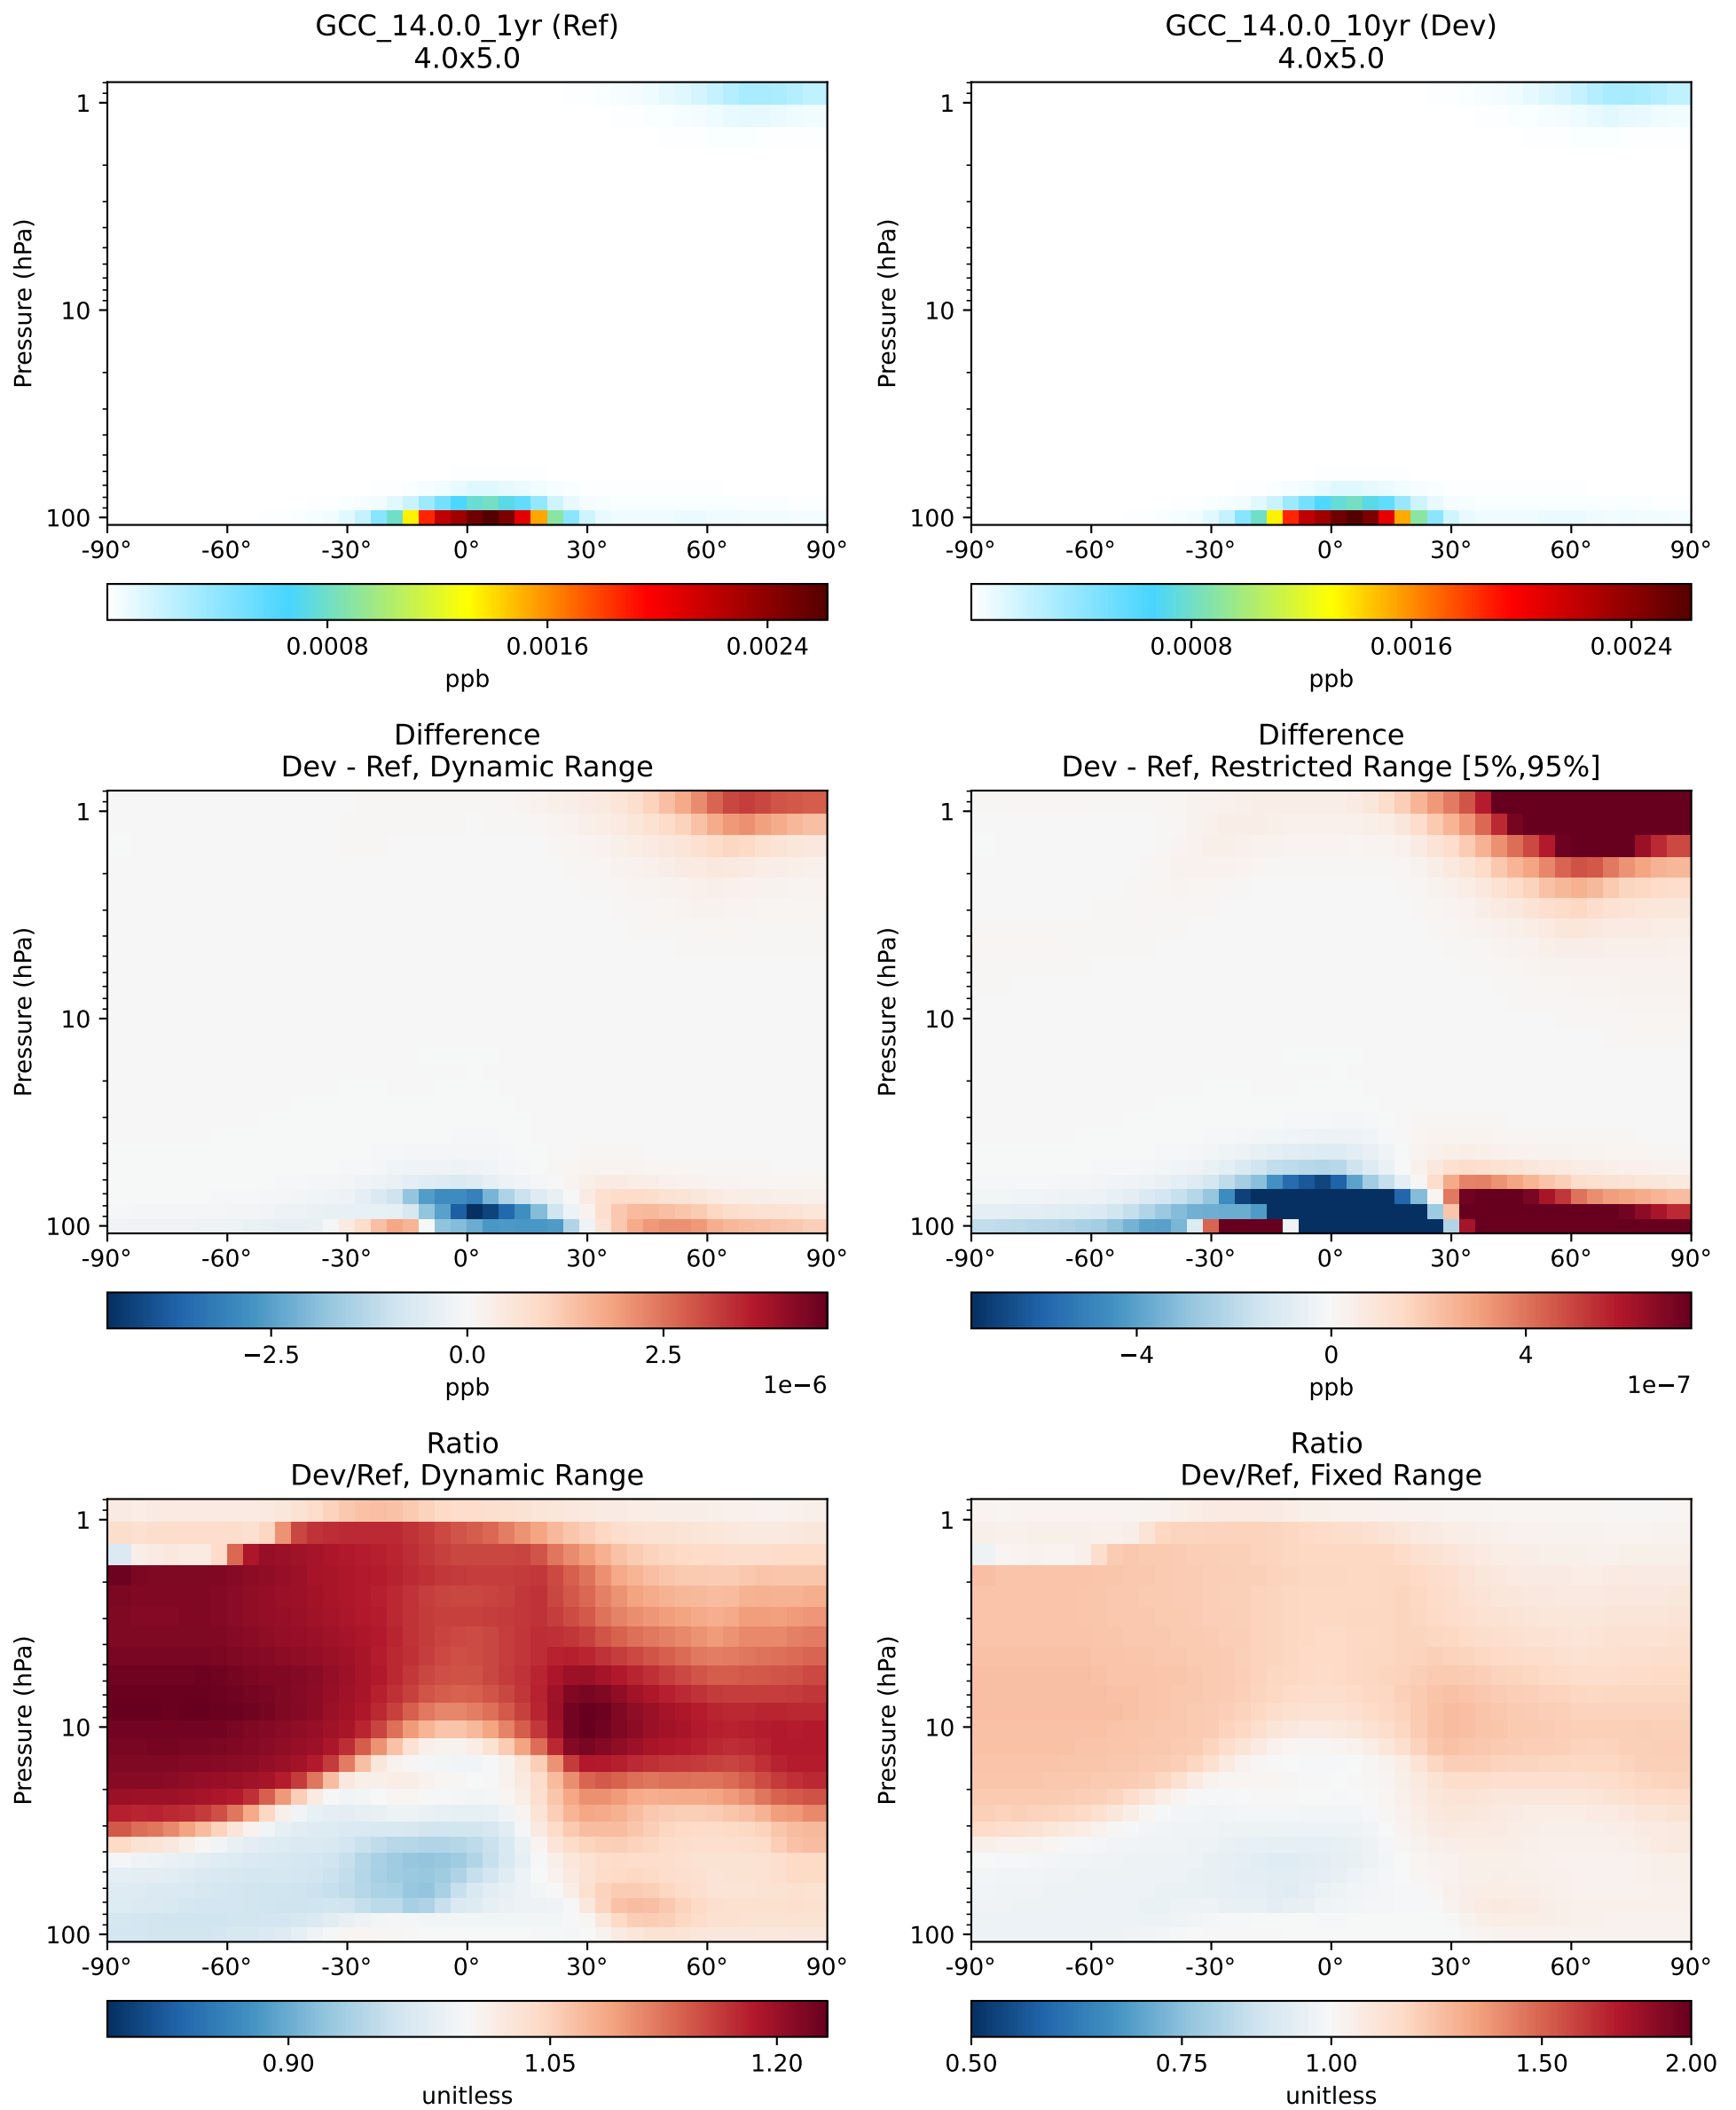 GCC_14.0.0_1yr (Ref)
4.0x5.0
Pressure (hPa)
1
10
100
-90° -60° -30° 0° 30° 60° 90°
0.0008 0.0016 0.0024
ppb
GCC_14.0.0_10yr (Dev)
4.0x5.0
Pressure (hPa)
1
10
100
-90° -60° -30° 0° 30° 60° 90°
0.0008 0.0016 0.0024
ppb
Difference
Dev - Ref, Dynamic Range
Pressure (hPa)
1
10
100
-90° -60° -30° 0° 30° 60° 90°
−2.5 0.0 2.5
ppb
1e−6
Difference
Dev - Ref, Restricted Range [5%,95%]
Pressure (hPa)
1
10
100
-90° -60° -30° 0° 30° 60° 90°
−4 0 4
ppb
1e−7
Ratio
Dev/Ref, Dynamic Range
Pressure (hPa)
1
10
100
-90° -60° -30° 0° 30° 60° 90°
0.90 1.05 1.20
unitless
Ratio
Dev/Ref, Fixed Range
Pressure (hPa)
1
10
100
-90° -60° -30° 0° 30° 60° 90°
0.50 0.75 1.00 1.50 2.00
unitless